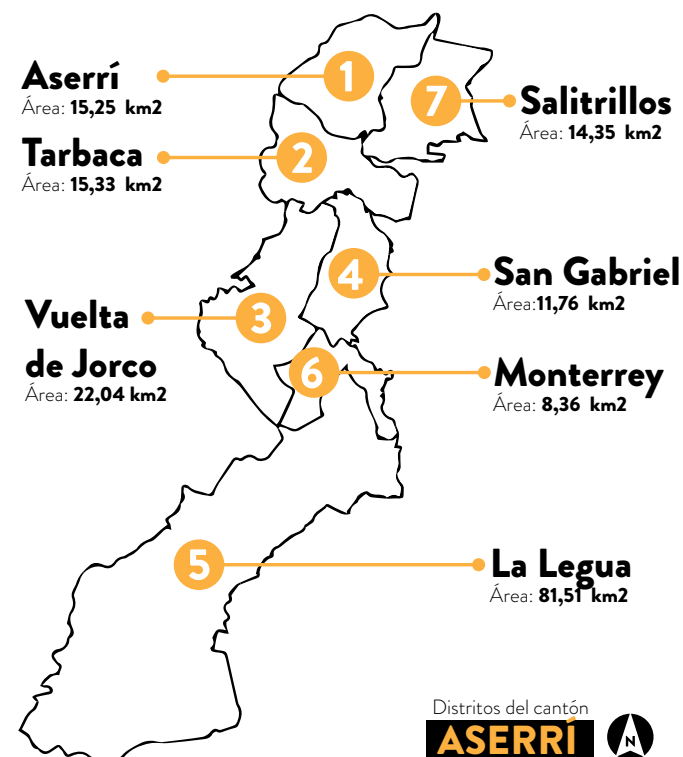 Aserrí
Área: 15,25 km2
1
Tarbaca
Área: 15,33 km2
2
7
Salitrillos
Área: 14,35 km2
Vuelta
de Jorco
Área: 22,04 km2
3
4
San Gabriel
Área:11,76 km2
6
Monterrey
Área: 8,36 km2
5
La Legua
Área: 81,51 km2
Distritos del cantón
ASERRÍ
N